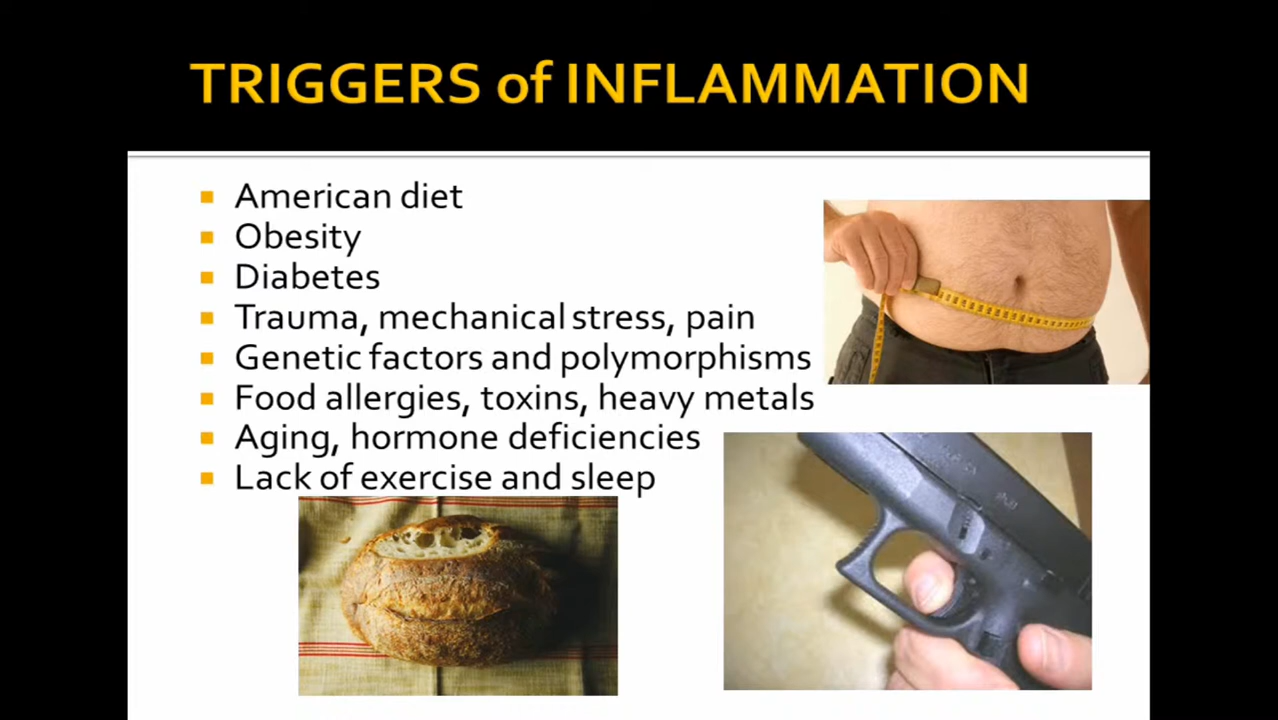 TRIGGERS of INFLAMMATION
American diet
Obesity
Diabetes
Trauma, mechanical stress, pain
Genetic factors and polymorphisms
Food allergies, toxins, heavy metals
Aging, hormone deficiencies
Lack of exercise and sleep